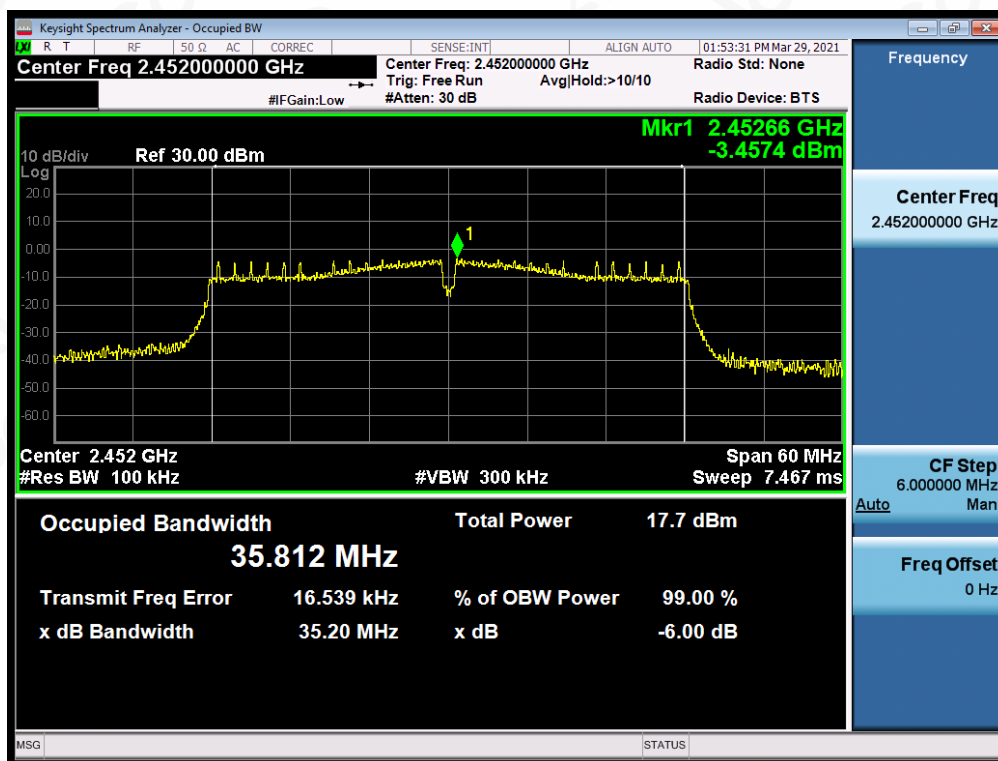 Keysight Spectrum Analyzer - Occupied BW
LXI R T RF 50 Ω AC CORREC SENSE:INT ALIGN AUTO 01:53:31 PM Mar 29, 2021
Center Freq 2.452000000 GHz
Center Freq: 2.452000000 GHz
Radio Std: None
Trig: Free Run Avg|Hold:>10/10
#IFGain:Low #Atten: 30 dB
Radio Device: BTS
Mkr1 2.45266 GHz
-3.4574 dBm
10 dB/div Ref 30.00 dBm
Log
20.0
10.0
0.00
-10.0
-20.0
-30.0
-40.0
-50.0
-60.0
1
Center 2.452 GHz Span 60 MHz
#Res BW 100 kHz #VBW 300 kHz Sweep 7.467 ms
Occupied Bandwidth Total Power 17.7 dBm
35.812 MHz
Transmit Freq Error 16.539 kHz % of OBW Power 99.00 %
x dB Bandwidth 35.20 MHz x dB -6.00 dB
MSG STATUS
Frequency
Center Freq
2.452000000 GHz
CF Step
6.000000 MHz
Auto Man
Freq Offset
0 Hz